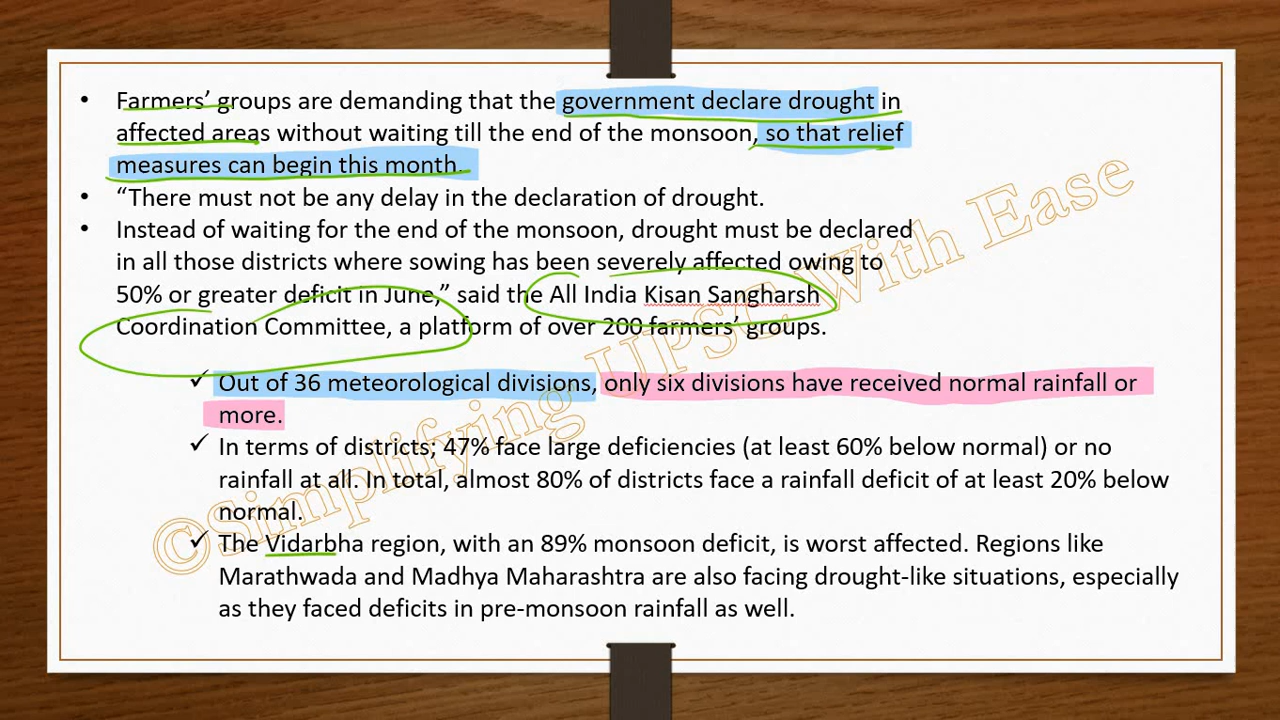 • Farmers’ groups are demanding that the government declare drought in
affected areas without waiting till the end of the monsoon, so that relief
measures can begin this month.
• “There must not be any delay in the declaration of drought.
• Instead of waiting for the end of the monsoon, drought must be declared
in all those districts where sowing has been severely affected owing to
50% or greater deficit in June,” said the All India Kisan Sangharsh
Coordination Committee, a platform of over 200 farmers’ groups.
✓ Out of 36 meteorological divisions, only six divisions have received normal rainfall or
more.
✓ In terms of districts; 47% face large deficiencies (at least 60% below normal) or no
rainfall at all. In total, almost 80% of districts face a rainfall deficit of at least 20% below
normal.
✓ The Vidarbha region, with an 89% monsoon deficit, is worst affected. Regions like
Marathwada and Madhya Maharashtra are also facing drought-like situations, especially
as they faced deficits in pre-monsoon rainfall as well.
©Simplifying UPSC With Ease